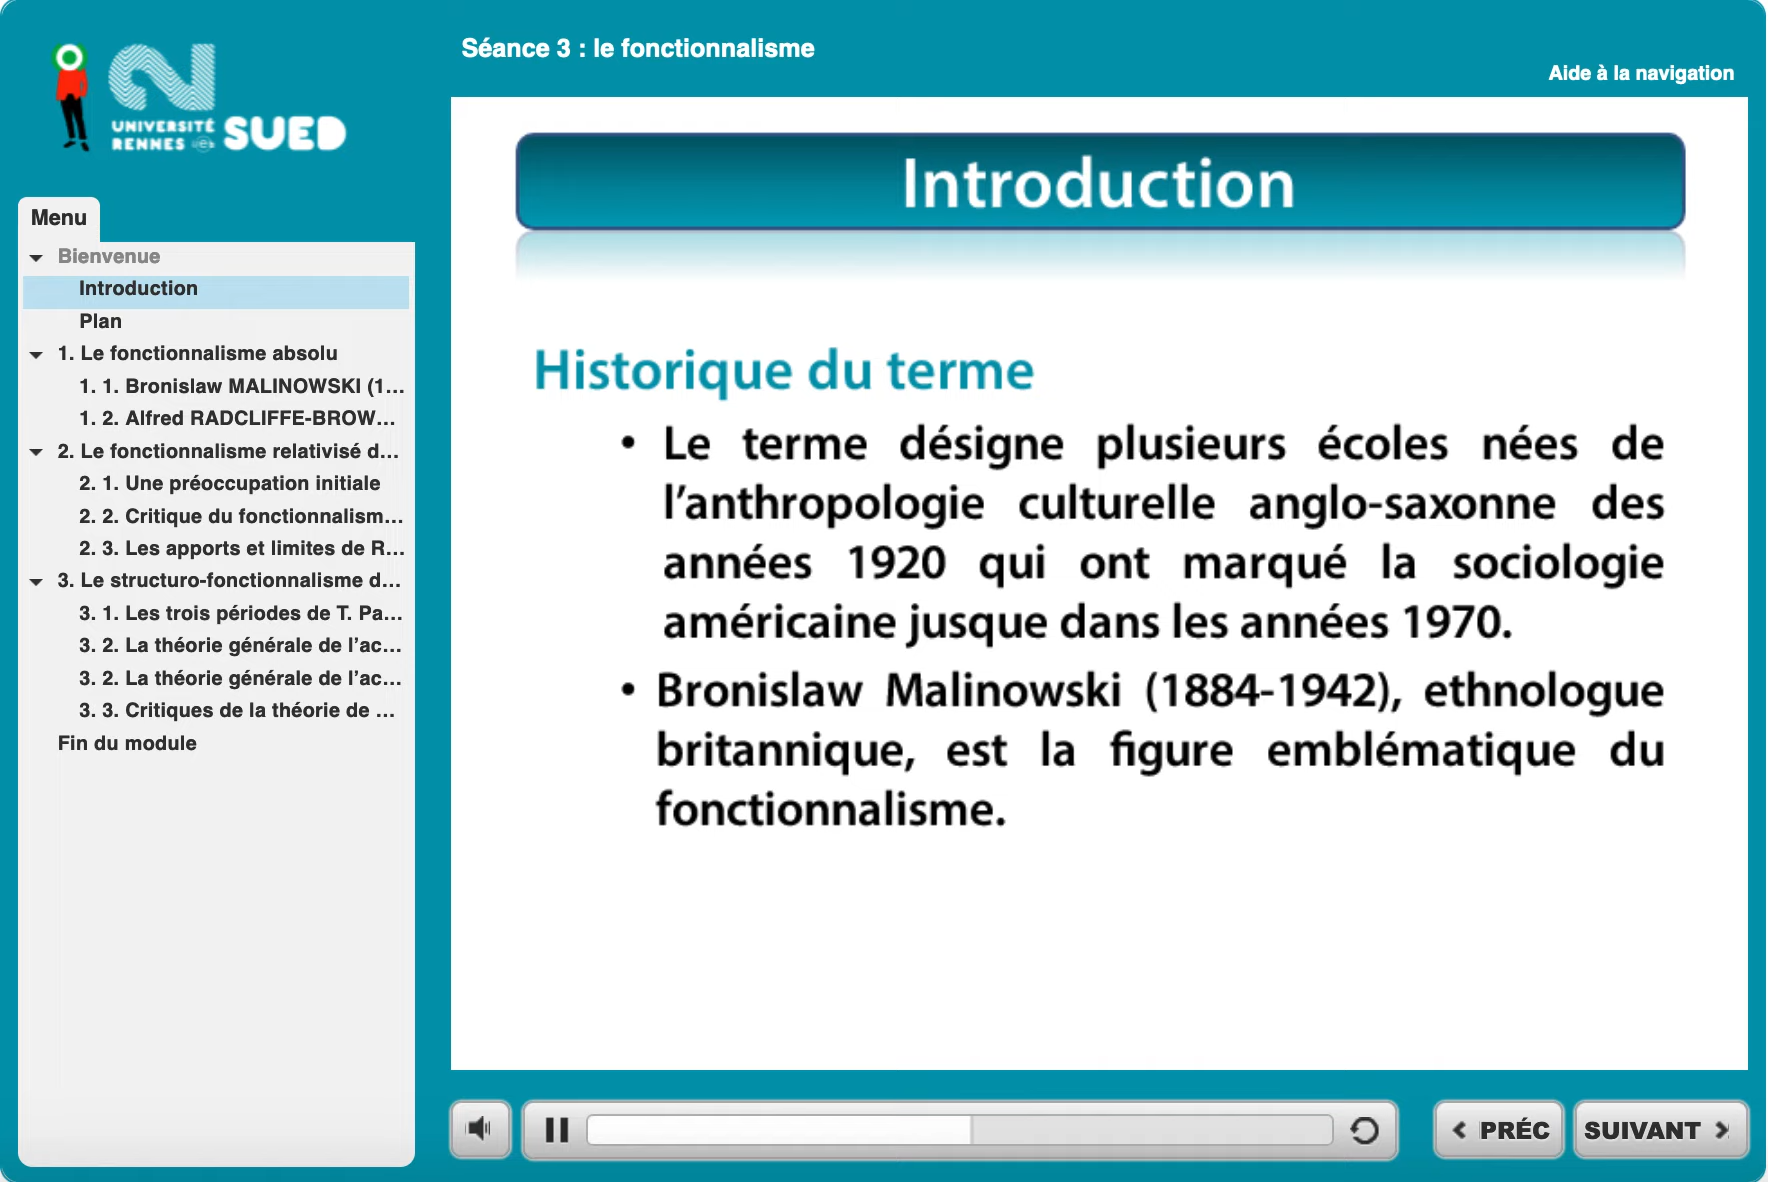 UNIVERSITÉ
RENNES ueb SUED
Séance 3 : le fonctionnalisme
Aide à la navigation
Menu
Bienvenue
Introduction
Plan
1. Le fonctionnalisme absolu
1. 1. Bronislaw MALINOWSKI (1...
1. 2. Alfred RADCLIFFE-BROW...
2. Le fonctionnalisme relativisé d...
2. 1. Une préoccupation initiale
2. 2. Critique du fonctionnalism...
2. 3. Les apports et limites de R...
3. Le structuro-fonctionnalisme d...
3. 1. Les trois périodes de T. Pa...
3. 2. La théorie générale de l’ac...
3. 2. La théorie générale de l’ac...
3. 3. Critiques de la théorie de ...
Fin du module
Introduction
Historique du terme
• Le terme désigne plusieurs écoles nées de
l’anthropologie culturelle anglo-saxonne des
années 1920 qui ont marqué la sociologie
américaine jusque dans les années 1970.
• Bronislaw Malinowski (1884-1942), ethnologue
britannique, est la figure emblématique du
fonctionnalisme.
PRÉC
SUIVANT